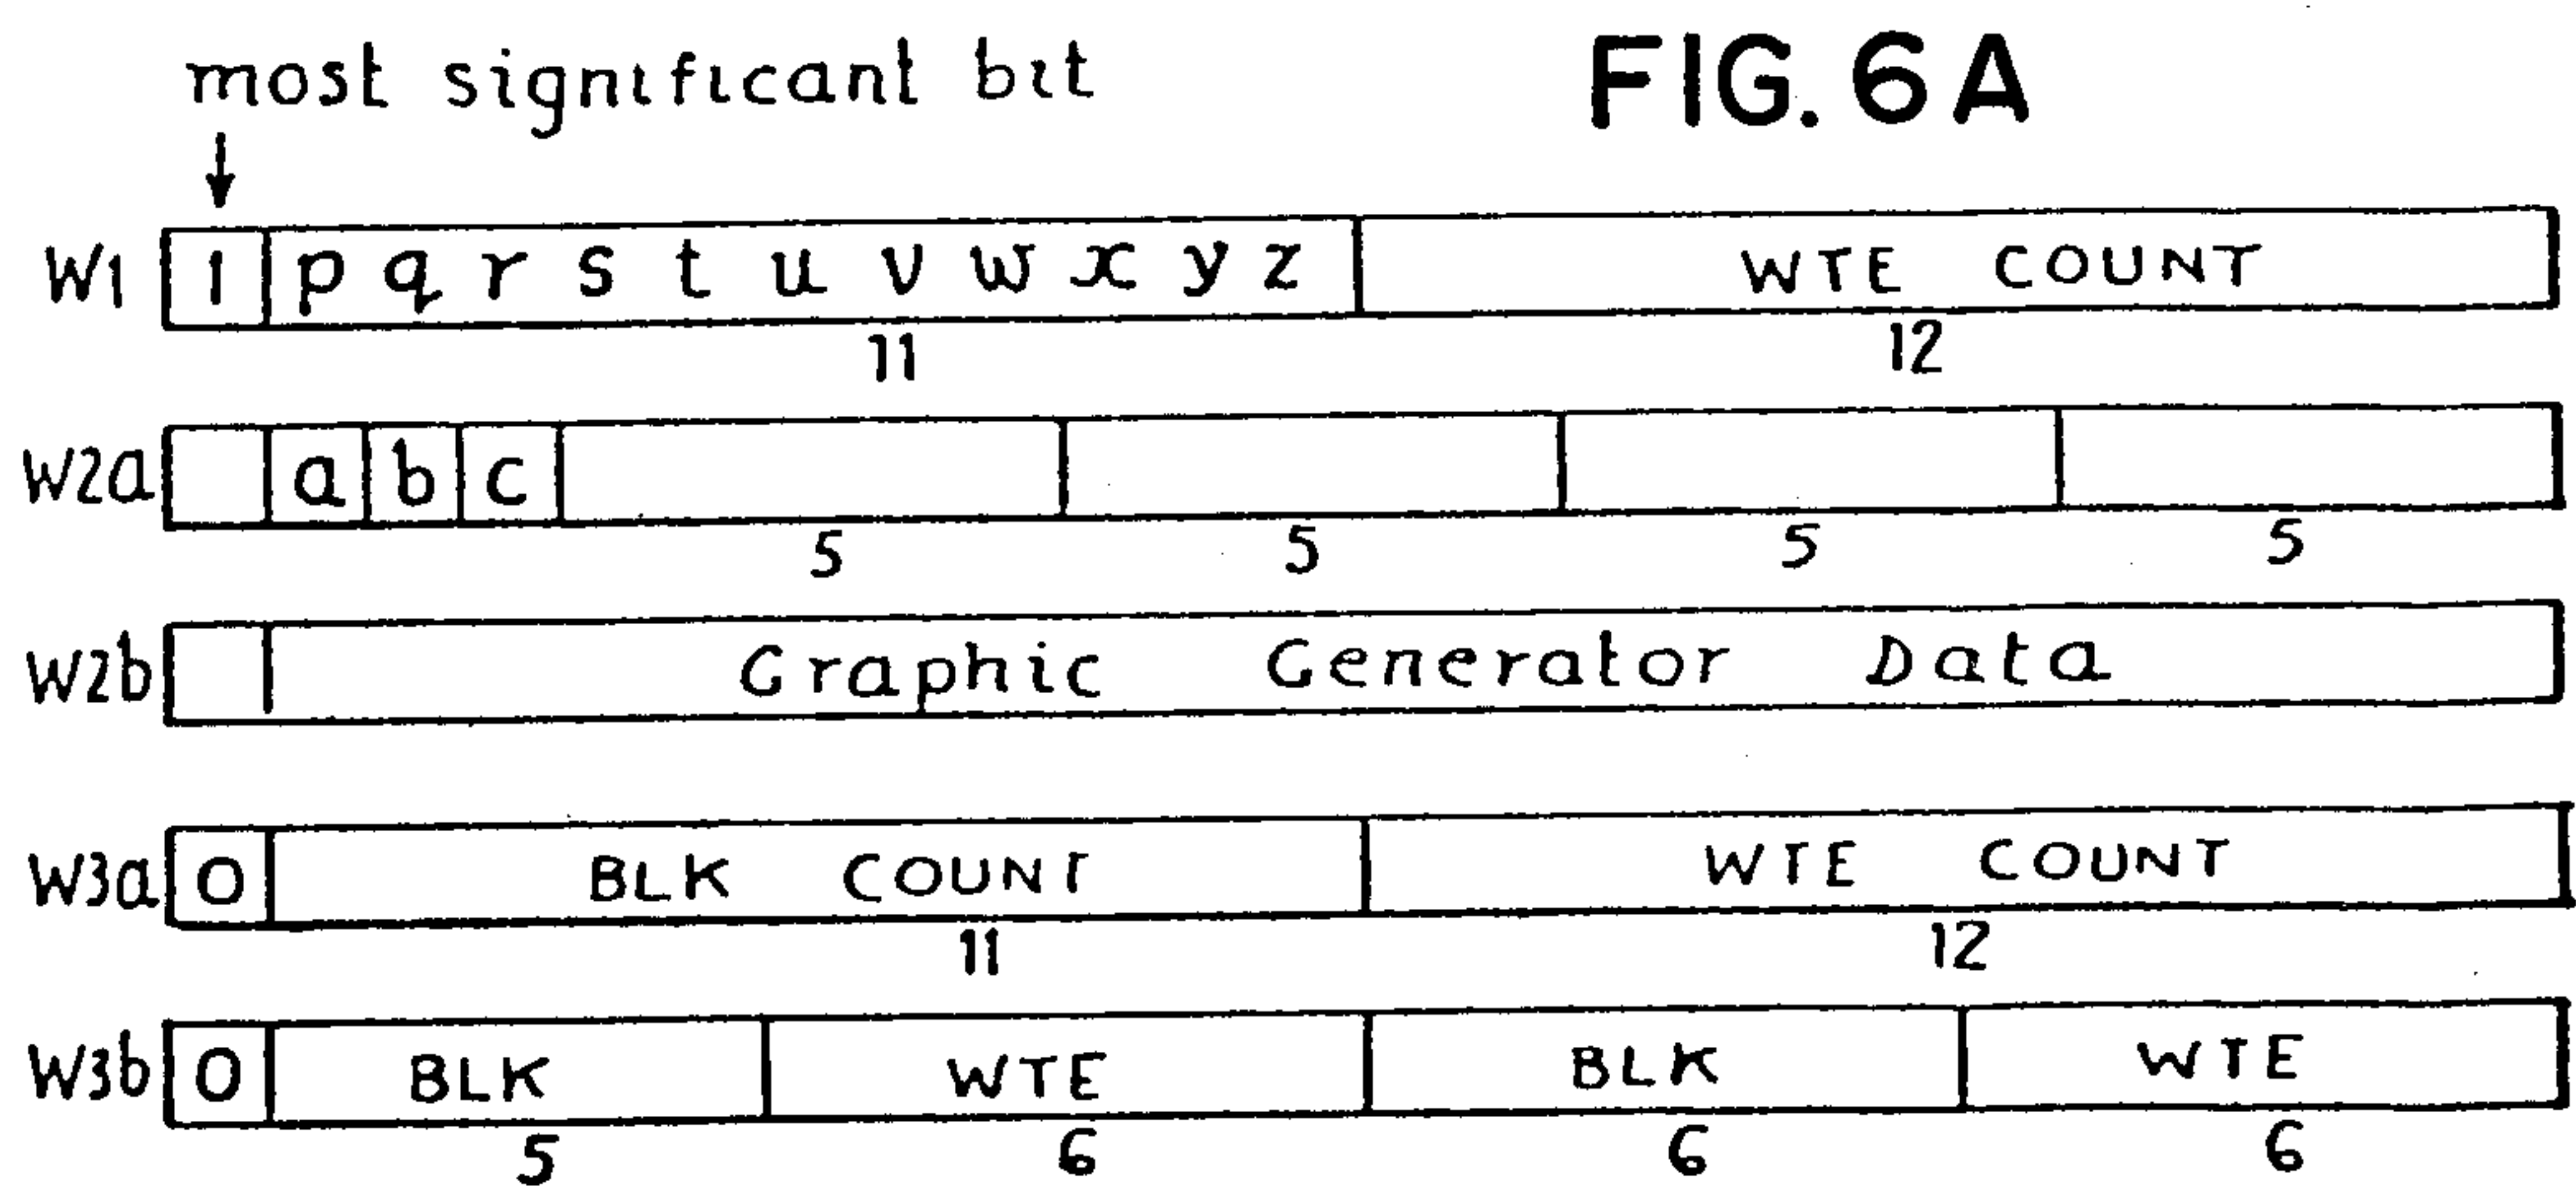 most significant bit
FIG. 6A
W1 1 p q r s t u v w x y z WTE COUNT
11 12
W2a a b c
5 5 5 5
W2b Graphic Generator Data
W3a 0 BLK COUNT WTE COUNT
11 12
W3b 0 BLK WTE BLK WTE
5 6 6 6